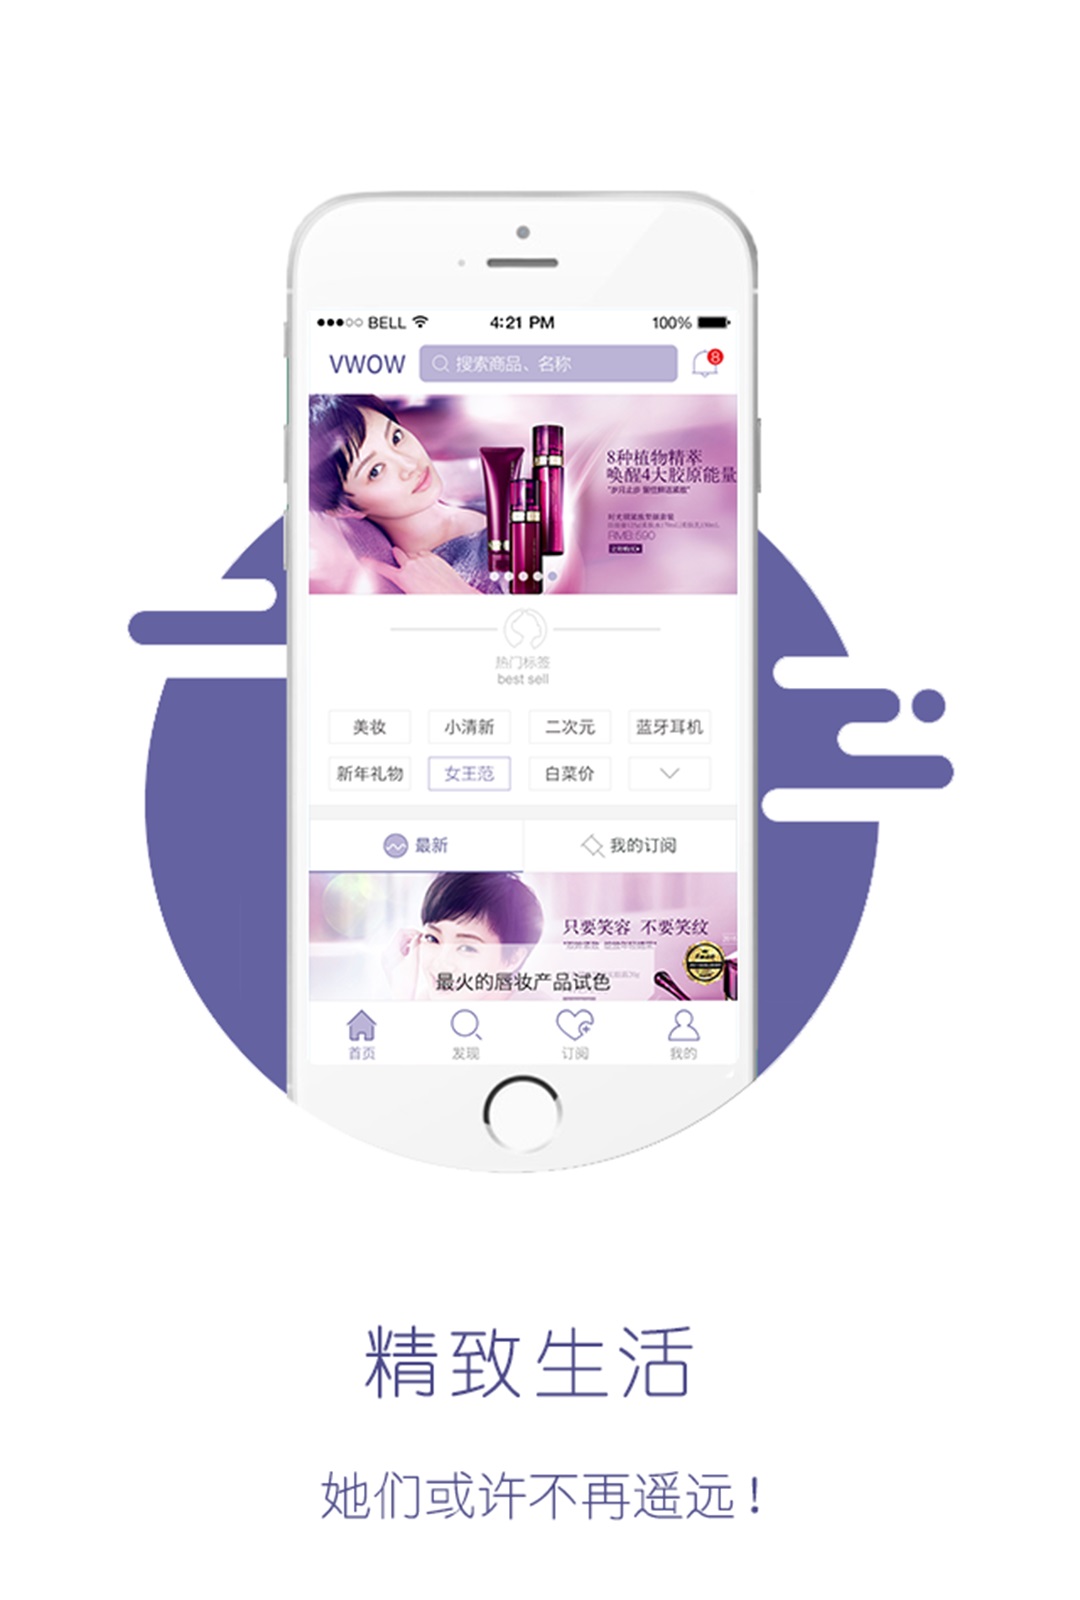 BELL
4:21 PM
100%
VWOW
搜索商品、名称
8
8种植物精萃
唤醒4大胶原能量
RMB:590
热门标签
best sell
美妆
小清新
二次元
蓝牙耳机
新年礼物
女王范
白菜价
最新
我的订阅
只要笑容 不要笑纹
最火的唇妆产品试色
首页
发现
订阅
我的
精致生活
她们或许不再遥远！